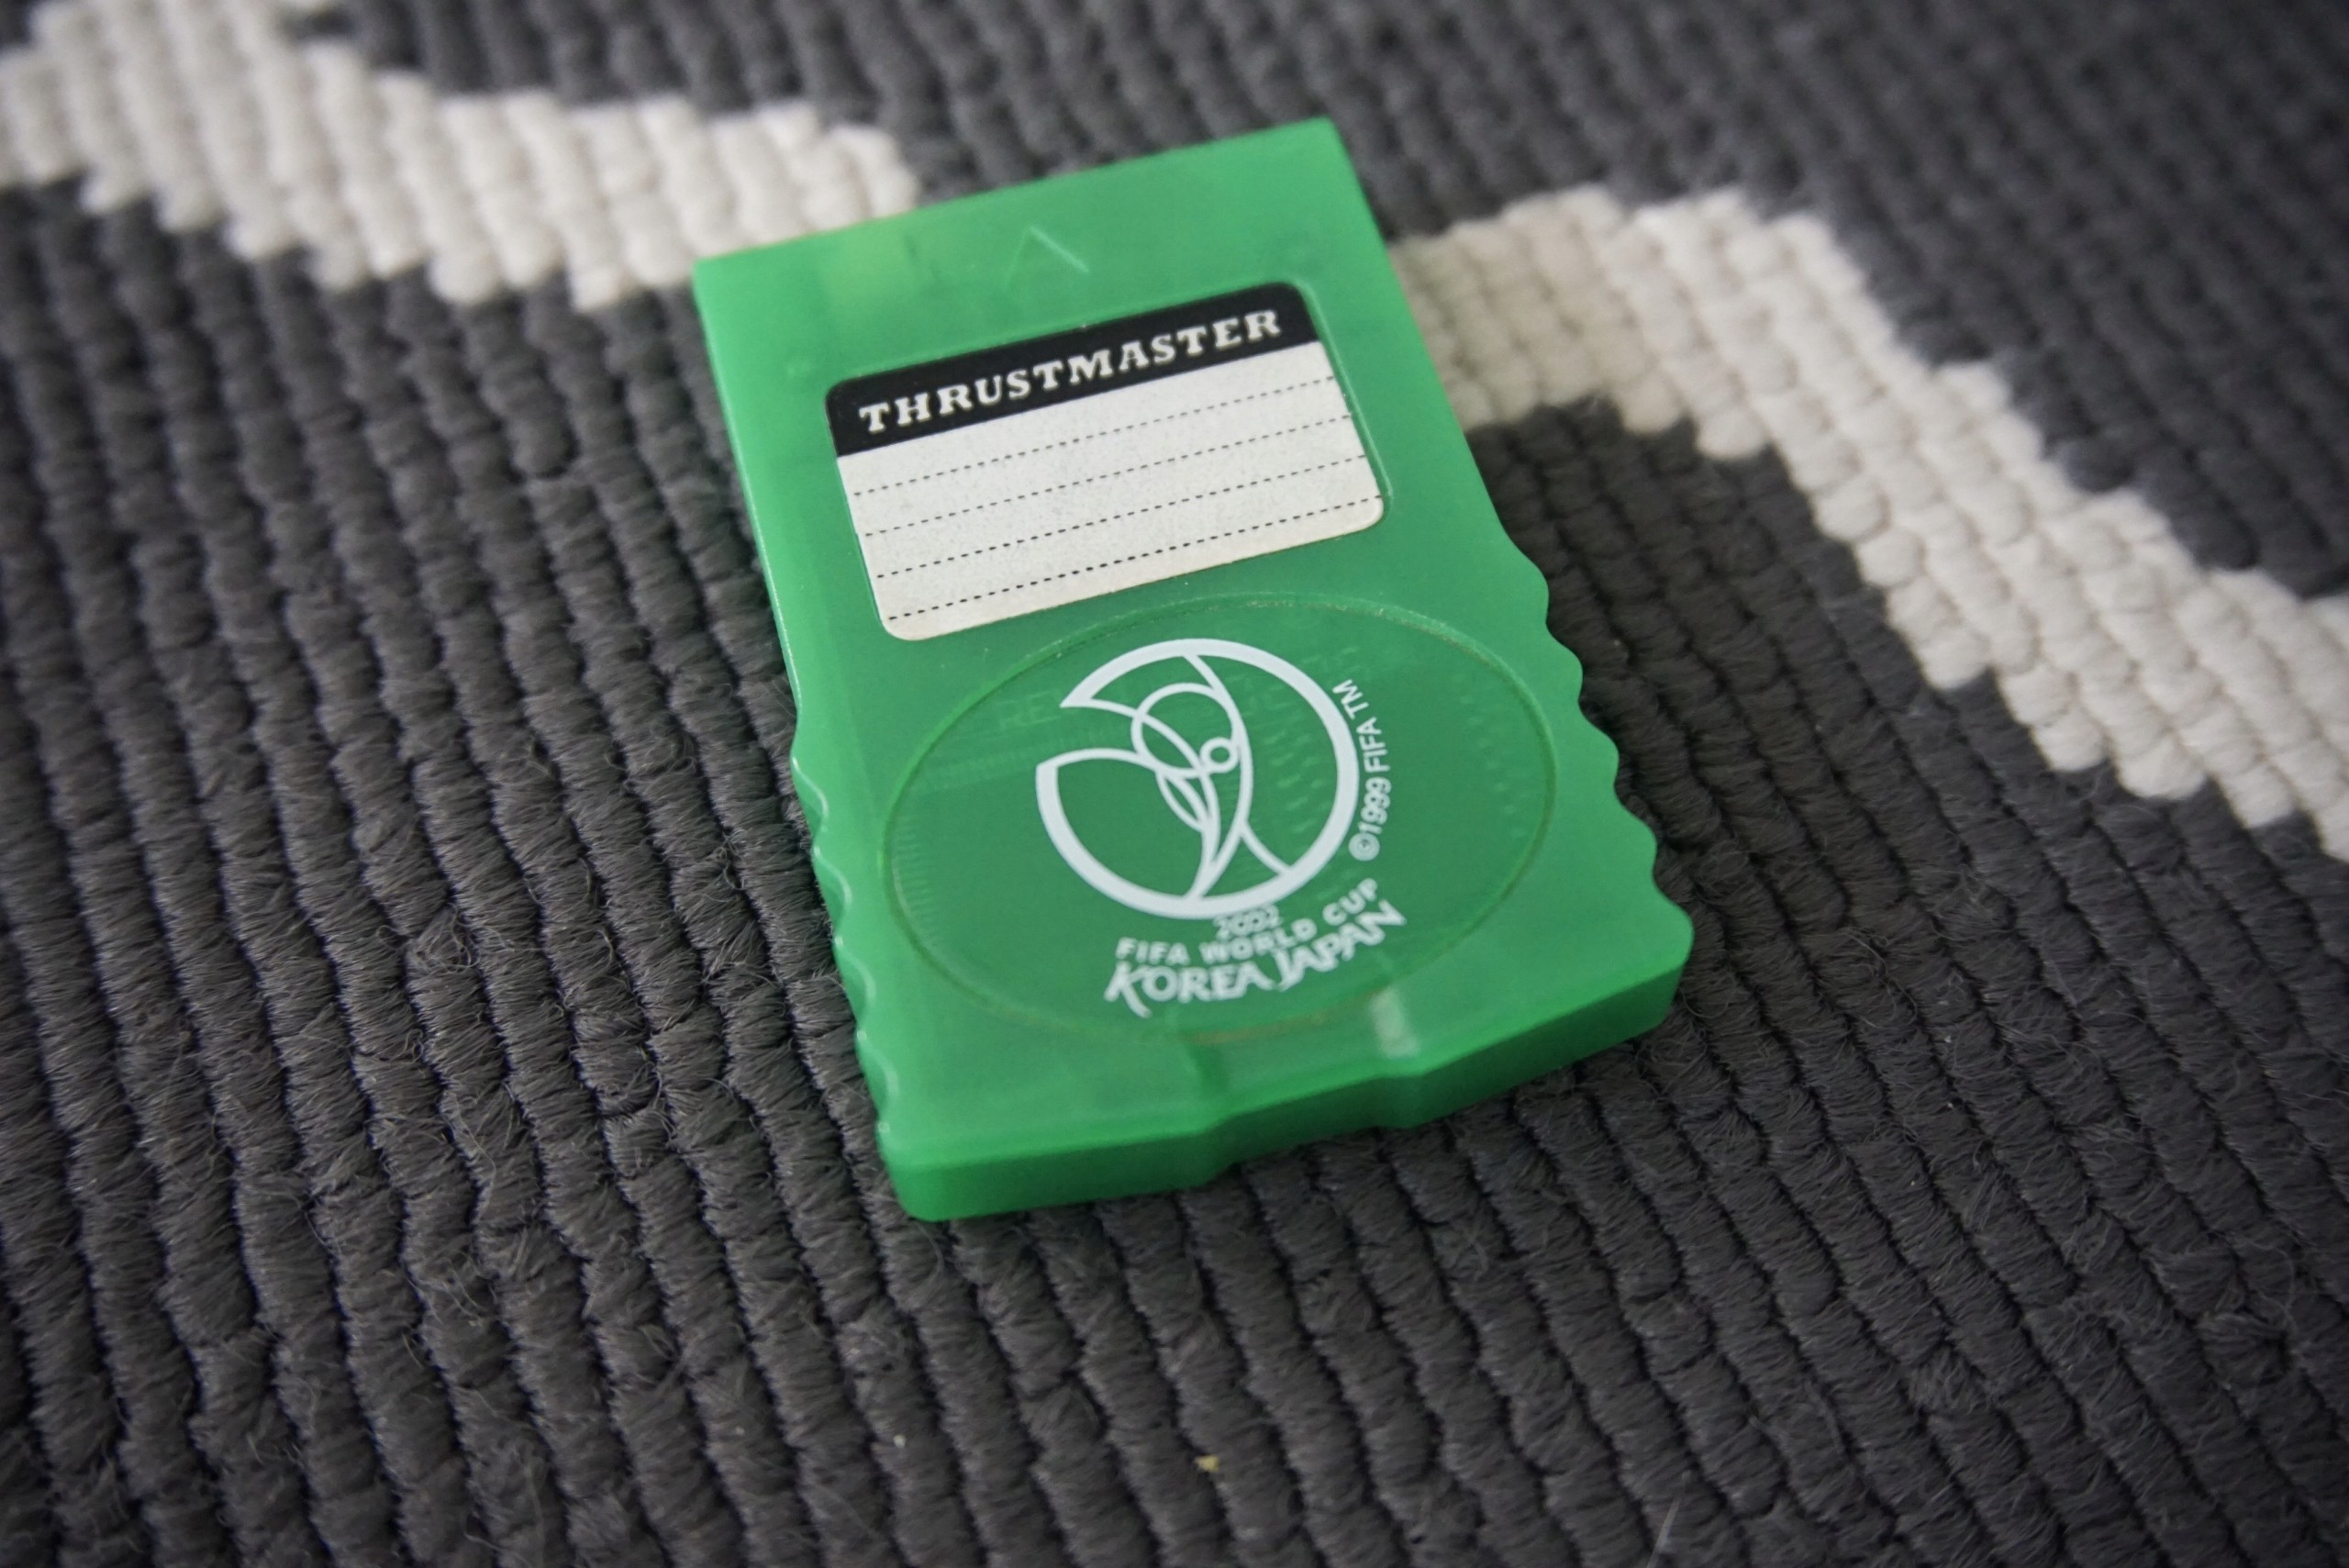 THRUSTMASTER
©1999 FIFA TM
2002
FIFA WORLD CUP
KOREA JAPAN